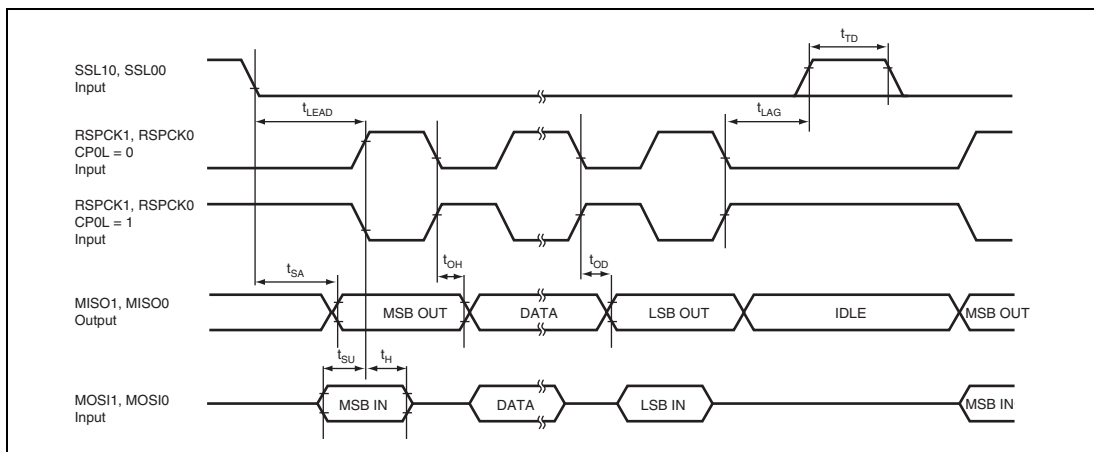 SSL10, SSL00
Input
tTD
tLEAD
tLAG
RSPCK1, RSPCK0
CP0L = 0
Input
RSPCK1, RSPCK0
CP0L = 1
Input
tSA
tOH
tOD
MISO1, MISO0
Output
MSB OUT
DATA
LSB OUT
IDLE
MSB OUT
tSU
tH
MOSI1, MOSI0
Input
MSB IN
DATA
LSB IN
MSB IN